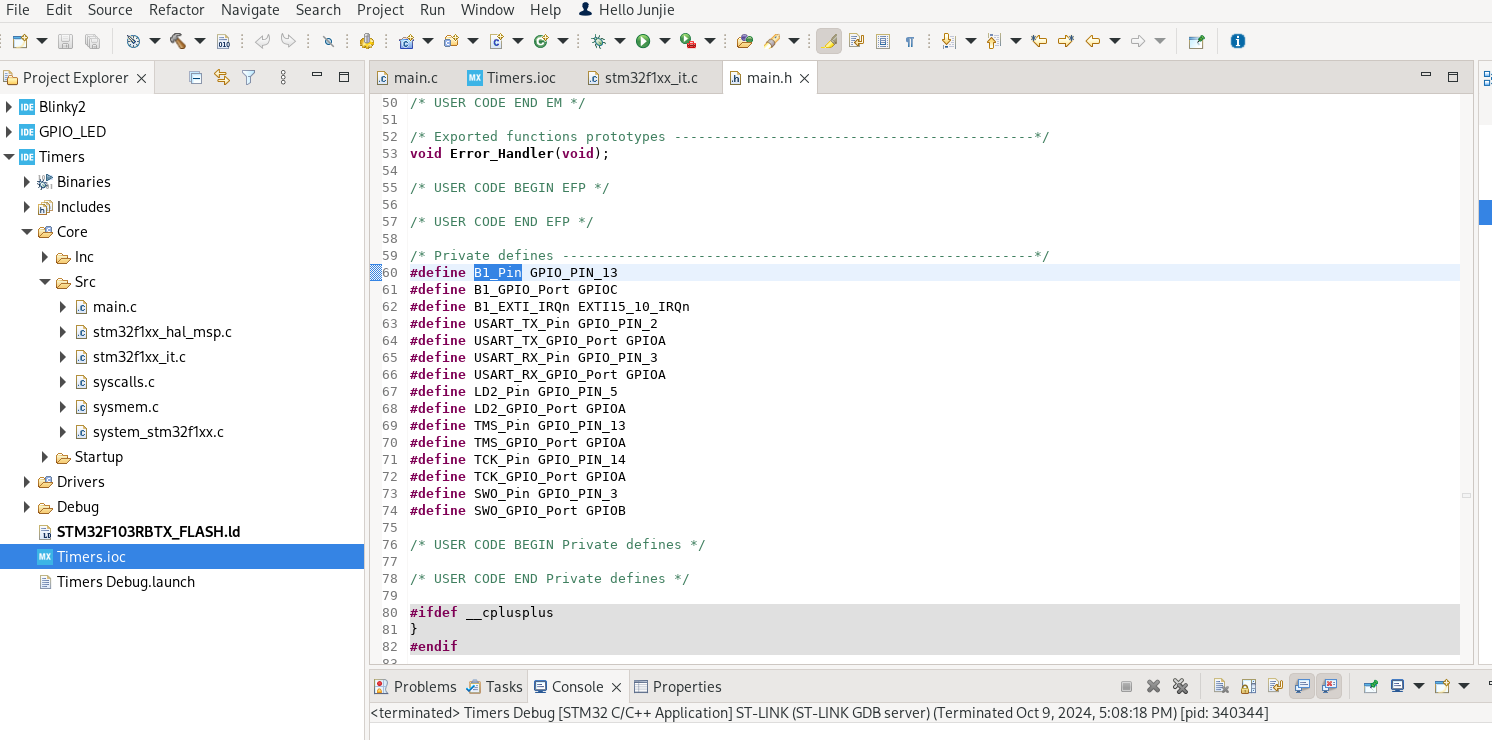 File Edit Source Refactor Navigate Search Project Run Window Help Hello Junjie
Project Explorer
Blinky2
GPIO_LED
Timers
Binaries
Includes
Core
Inc
Src
main.c
stm32f1xx_hal_msp.c
stm32f1xx_it.c
syscalls.c
sysmem.c
system_stm32f1xx.c
Startup
Drivers
Debug
STM32F103RBTX_FLASH.ld
Timers.ioc
Timers Debug.launch
main.c Timers.ioc stm32f1xx_it.c main.h
50 /* USER CODE END EM */
51
52 /* Exported functions prototypes ---------------------------------------------*/
53 void Error_Handler(void);
54
55 /* USER CODE BEGIN EFP */
56
57 /* USER CODE END EFP */
58
59 /* Private defines -----------------------------------------------------------*/
60 #define B1_Pin GPIO_PIN_13
61 #define B1_GPIO_Port GPIOC
62 #define B1_EXTI_IRQn EXTI15_10_IRQn
63 #define USART_TX_Pin GPIO_PIN_2
64 #define USART_TX_GPIO_Port GPIOA
65 #define USART_RX_Pin GPIO_PIN_3
66 #define USART_RX_GPIO_Port GPIOA
67 #define LD2_Pin GPIO_PIN_5
68 #define LD2_GPIO_Port GPIOA
69 #define TMS_Pin GPIO_PIN_13
70 #define TMS_GPIO_Port GPIOA
71 #define TCK_Pin GPIO_PIN_14
72 #define TCK_GPIO_Port GPIOA
73 #define SWO_Pin GPIO_PIN_3
74 #define SWO_GPIO_Port GPIOB
75
76 /* USER CODE BEGIN Private defines */
77
78 /* USER CODE END Private defines */
79
80 #ifdef __cplusplus
81 }
82 #endif
83
Problems Tasks Console Properties
<terminated> Timers Debug [STM32 C/C++ Application] ST-LINK (ST-LINK GDB server) (Terminated Oct 9, 2024, 5:08:18 PM) [pid: 340344]